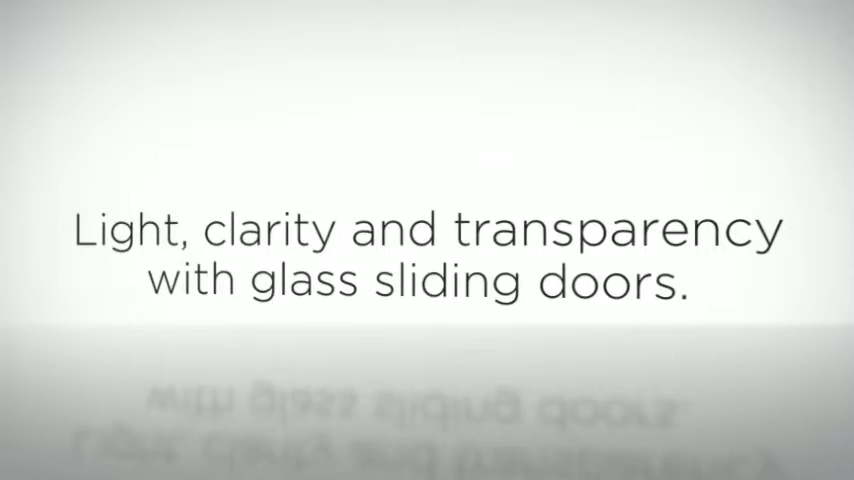 Light, clarity and transparency
with glass sliding doors.